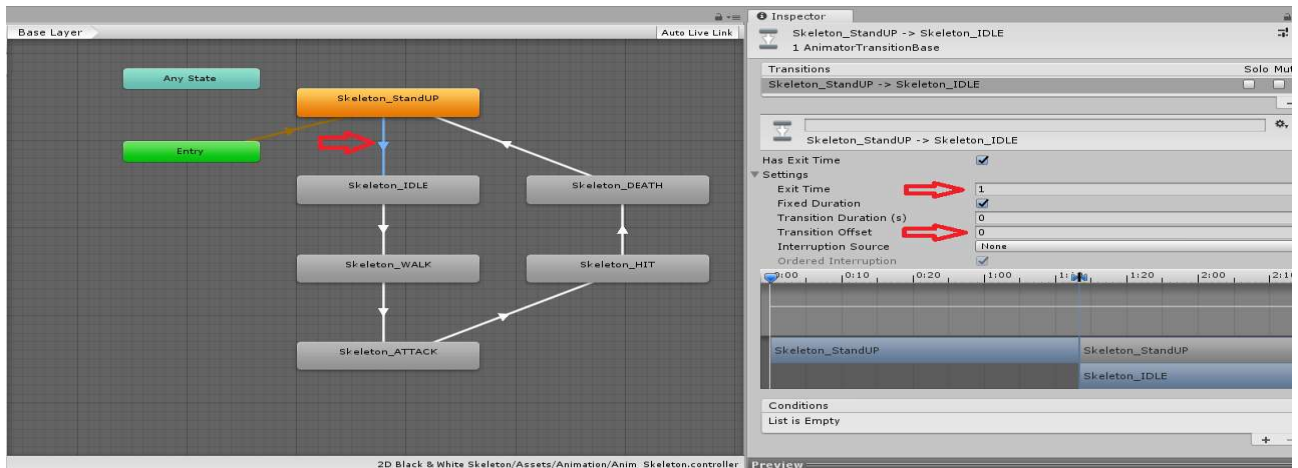 Base Layer
Auto Live Link
Any State
Skeleton_StandUP
Entry
Skeleton_IDLE
Skeleton_DEATH
Skeleton_WALK
Skeleton_HIT
Skeleton_ATTACK
2D Black & White Skeleton/Assets/Animation/Anim_Skeleton.controller
Inspector
Skeleton_StandUP -> Skeleton_IDLE
1 AnimatorTransitionBase
Transitions Solo Mut
Skeleton_StandUP -> Skeleton_IDLE
Skeleton_StandUP -> Skeleton_IDLE
Has Exit Time
Settings
Exit Time 1
Fixed Duration
Transition Duration (s) 0
Transition Offset 0
Interruption Source None
Ordered Interruption
0:00 0:10 0:20 1:00 1:20 2:00
Skeleton_StandUP Skeleton_StandUP
Skeleton_IDLE
Conditions
List is Empty
Preview